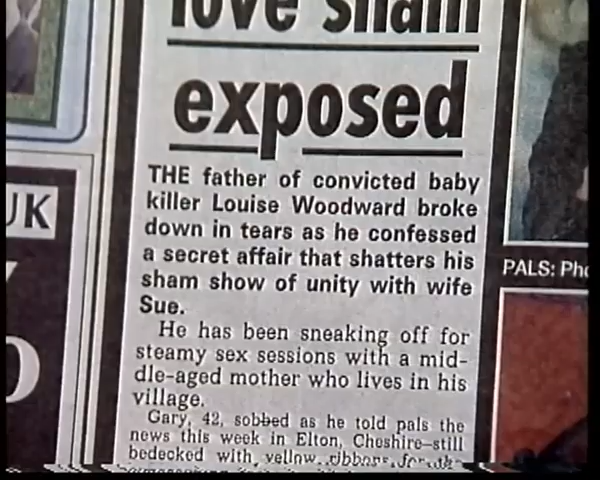 love sham
exposed
THE father of convicted baby
killer Louise Woodward broke
down in tears as he confessed
a secret affair that shatters his
sham show of unity with wife
Sue.
He has been sneaking off for
steamy sex sessions with a mid-
dle-aged mother who lives in his
village.
Gary, 42, sobbed as he told pals the
news this week in Elton, Cheshire—still
bedecked with yellow ribbons for the
UK
PALS: Pho